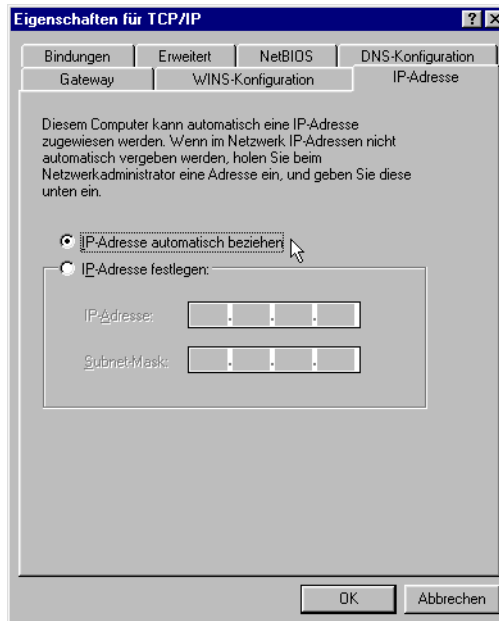 Eigenschaften für TCP/IP
Bindungen Erweitert NetBIOS DNS-Konfiguration
Gateway WINS-Konfiguration IP-Adresse
Diesem Computer kann automatisch eine IP-Adresse
zugewiesen werden. Wenn im Netzwerk IP-Adressen nicht
automatisch vergeben werden, holen Sie beim
Netzwerkadministrator eine Adresse ein, und geben Sie diese
unten ein.
IP-Adresse automatisch beziehen
IP-Adresse festlegen:
IP-Adresse:
Subnet-Mask:
OK Abbrechen